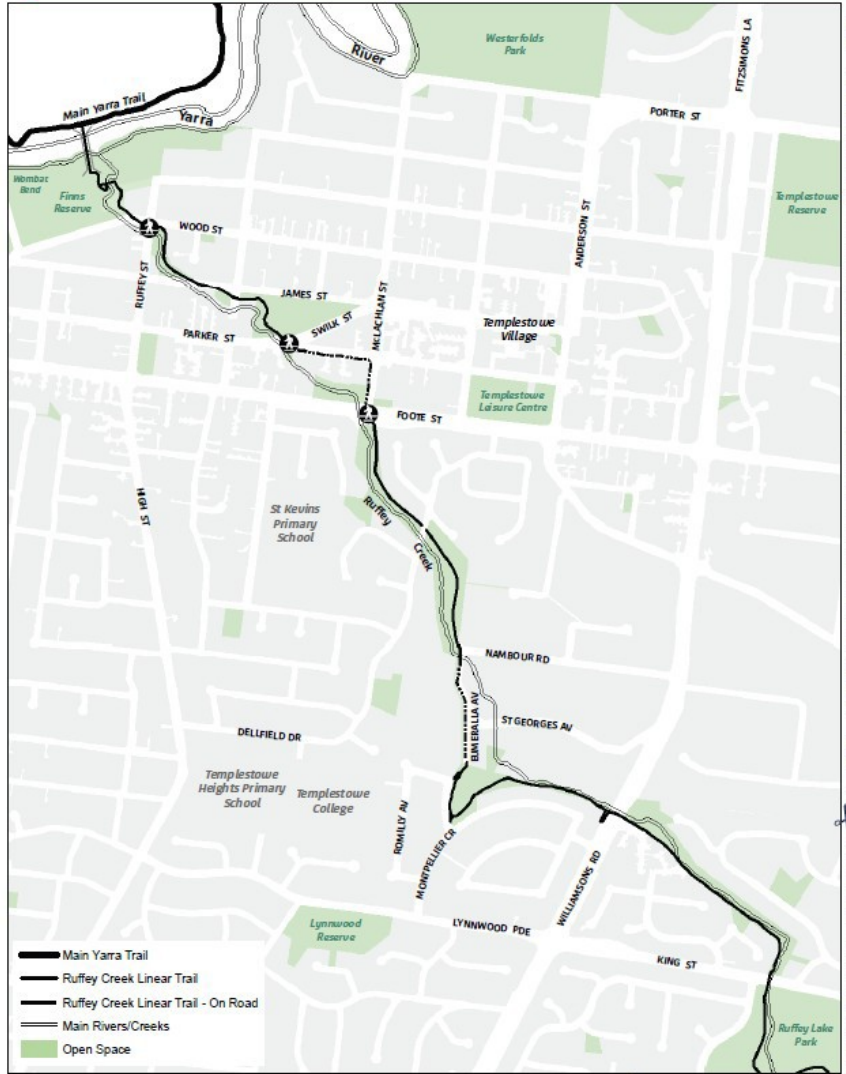 Westerfolds
Park
River
FITZSIMONS LA
Main Yarra Trail
Yarra
PORTER ST
Wombat
Bend
Finns
Reserve
Templestowe
Reserve
WOOD ST
ANDERSON ST
RUFFEY ST
JAMES ST
McLACHLAN ST
SWILK ST
PARKER ST
Templestowe
Village
Templestowe
Leisure Centre
FOOTE ST
HIGH ST
St Kevins
Primary
School
Ruffey
Creek
NAMBOUR RD
EUMERALLA AV
ST GEORGES AV
DELLFIELD DR
Templestowe
Heights Primary
School
Templestowe
College
ROMILLY AV
MONTPELLIER CR
WILLIAMSONS RD
Lynnwood
Reserve
LYNNWOOD PDE
KING ST
Ruffey Lake
Park
Main Yarra Trail
Ruffey Creek Linear Trail
Ruffey Creek Linear Trail - On Road
Main Rivers/Creeks
Open Space